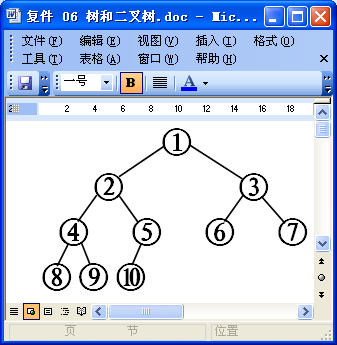 复件 06 树和二叉树.doc - Mic...
文件(F) 编辑(E) 视图(V) 插入(I) 格式(O)
工具(T) 表格(A) 窗口(W) 帮助(H)
一号 B A
2 2 4 6 8 10 12 14 16 18
1
2 3
4 5 6 7
8 9 10
页 节 位置